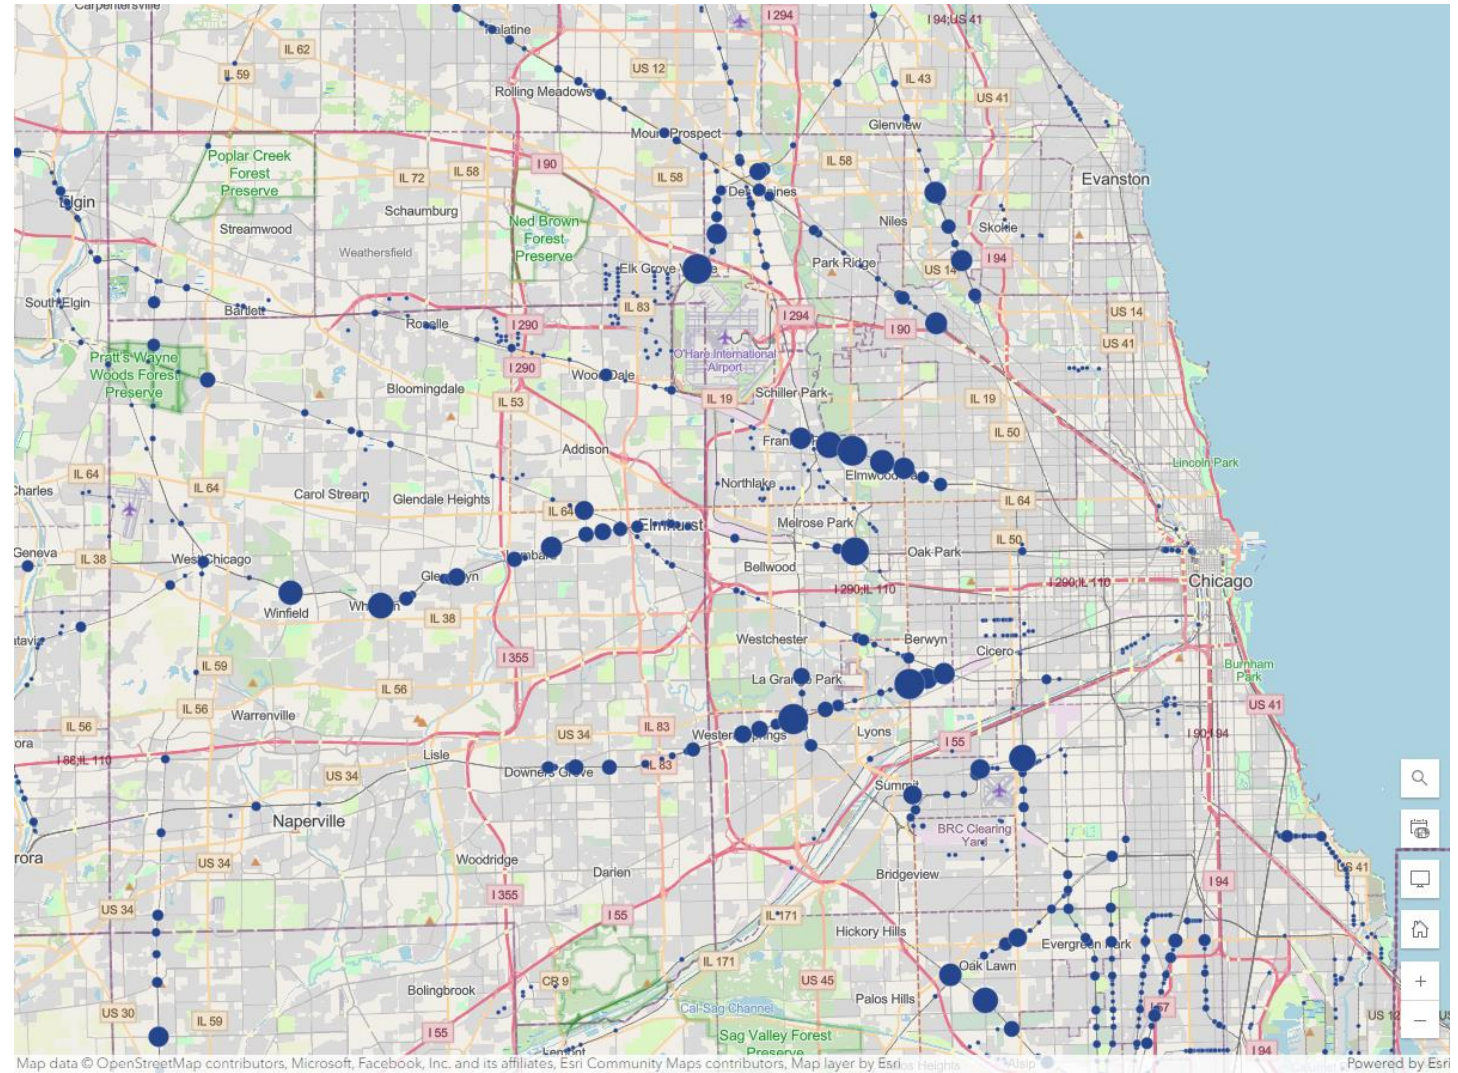 Carpentersville
IL 62
IL 59
US 12
I 294
I 94;US 41
Rolling Meadows
IL 43
US 41
Glenview
Poplar Creek
Forest
Preserve
I 90
IL 72
IL 58
IL 58
IL 58
Evanston
Elgin
Schaumburg
Streamwood
Ned Brown
Forest
Preserve
Niles
Skokie
Weathersfield
Park Ridge
US 14
I 94
South Elgin
Bartlett
IL 83
Roselle
I 290
I 294
I 90
US 14
US 41
O'Hare International
Airport
Pratt's Wayne
Woods Forest
Preserve
I 290
Wood Dale
Bloomingdale
IL 53
IL 19
Schiller Park
IL 19
IL 50
Addison
IL 64
IL 64
Carol Stream
Glendale Heights
Northlake
Lincoln Park
IL 64
IL 64
Elmhurst
Melrose Park
IL 50
Geneva
IL 38
West Chicago
Oak Park
Bellwood
I 290;IL 110
I 290;IL 110
Chicago
Winfield
IL 38
Westchester
Berwyn
Cicero
I 355
IL 59
La Grange Park
Burnham
Park
IL 56
IL 56
IL 56
Warrenville
US 34
IL 83
Lyons
US 41
Lisle
I 55
I 90;I 94
I 88;IL 110
US 34
Downers Grove
IL 83
Summit
Naperville
BRC Clearing
Yard
US 34
Woodridge
Darien
Bridgeview
US 41
I 94
I 355
US 34
I 55
IL 171
Hickory Hills
Evergreen Park
Oak Lawn
IL 171
CR 9
US 45
Bolingbrook
Palos Hills
US 30
IL 59
Cal-Sag Channel
I 57
I 55
Sag Valley Forest
Preserve
Lemont
I 94
Map data © OpenStreetMap contributors, Microsoft, Facebook, Inc. and its affiliates, Esri Community Maps contributors, Map layer by Esri
Powered by Esri